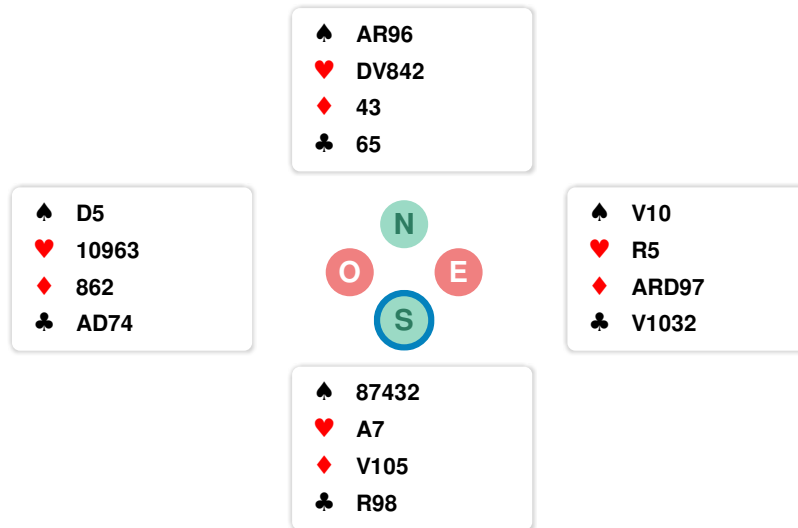 ♠ AR96
♥ DV842
♦ 43
♣ 65
♠ D5
♥ 10963
♦ 862
♣ AD74
N
O E
S
♠ V10
♥ R5
♦ ARD97
♣ V1032
♠ 87432
♥ A7
♦ V105
♣ R98